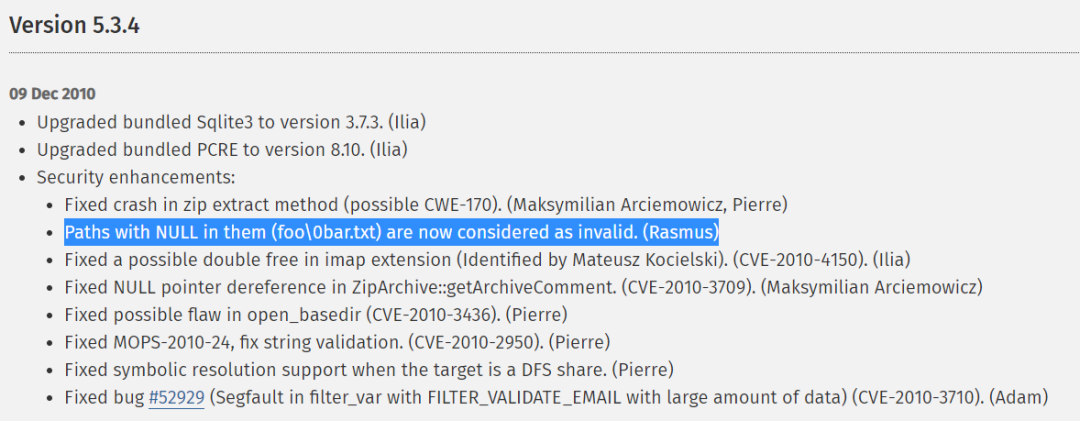 Version 5.3.4
09 Dec 2010
• Upgraded bundled Sqlite3 to version 3.7.3. (Ilia)
• Upgraded bundled PCRE to version 8.10. (Ilia)
• Security enhancements:
• Fixed crash in zip extract method (possible CWE-170). (Maksymilian Arciemowicz, Pierre)
• Paths with NULL in them (foo\0bar.txt) are now considered as invalid. (Rasmus)
• Fixed a possible double free in imap extension (Identified by Mateusz Kocielski). (CVE-2010-4150). (Ilia)
• Fixed NULL pointer dereference in ZipArchive::getArchiveComment. (CVE-2010-3709). (Maksymilian Arciemowicz)
• Fixed possible flaw in open_basedir (CVE-2010-3436). (Pierre)
• Fixed MOPS-2010-24, fix string validation. (CVE-2010-2950). (Pierre)
• Fixed symbolic resolution support when the target is a DFS share. (Pierre)
• Fixed bug #52929 (Segfault in filter_var with FILTER_VALIDATE_EMAIL with large amount of data) (CVE-2010-3710). (Adam)